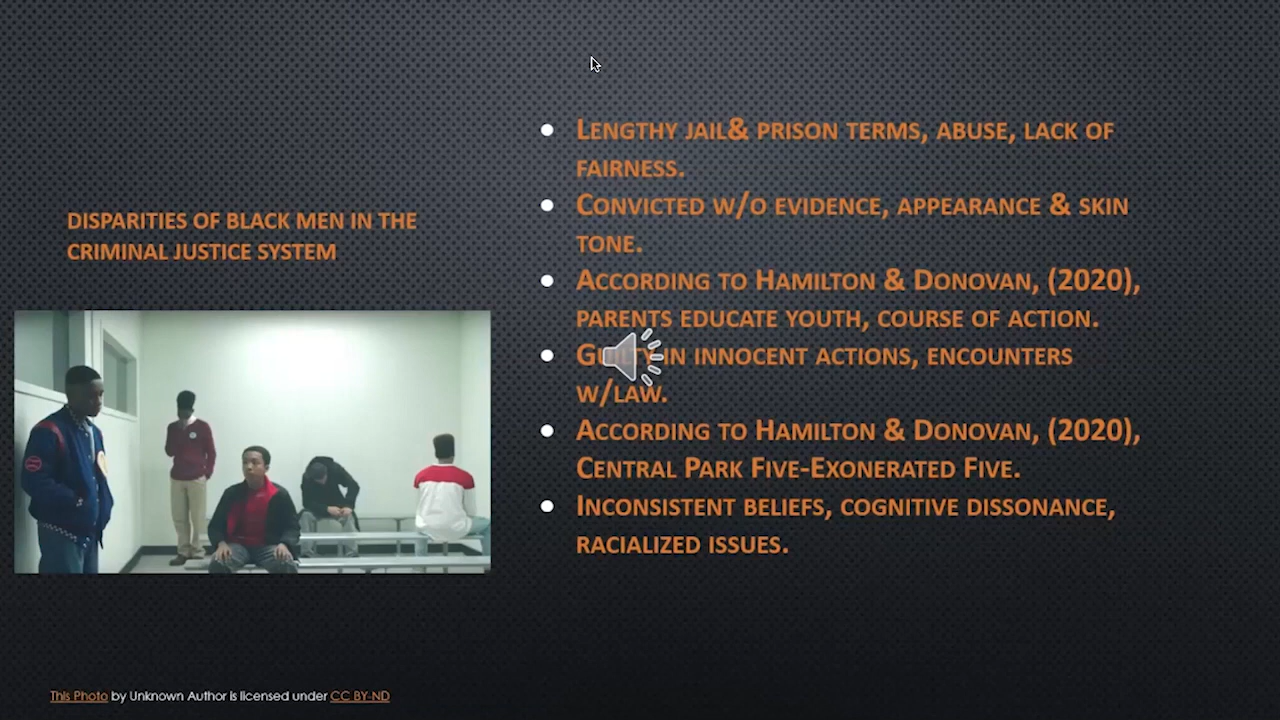 DISPARITIES OF BLACK MEN IN THE
CRIMINAL JUSTICE SYSTEM
LENGTHY JAIL& PRISON TERMS, ABUSE, LACK OF
FAIRNESS.
CONVICTED W/O EVIDENCE, APPEARANCE & SKIN
TONE.
ACCORDING TO HAMILTON & DONOVAN, (2020),
PARENTS EDUCATE YOUTH, COURSE OF ACTION.
GUILTY IN INNOCENT ACTIONS, ENCOUNTERS
W/LAW.
ACCORDING TO HAMILTON & DONOVAN, (2020),
CENTRAL PARK FIVE-EXONERATED FIVE.
INCONSISTENT BELIEFS, COGNITIVE DISSONANCE,
RACIALIZED ISSUES.
This Photo by Unknown Author is licensed under CC BY-ND